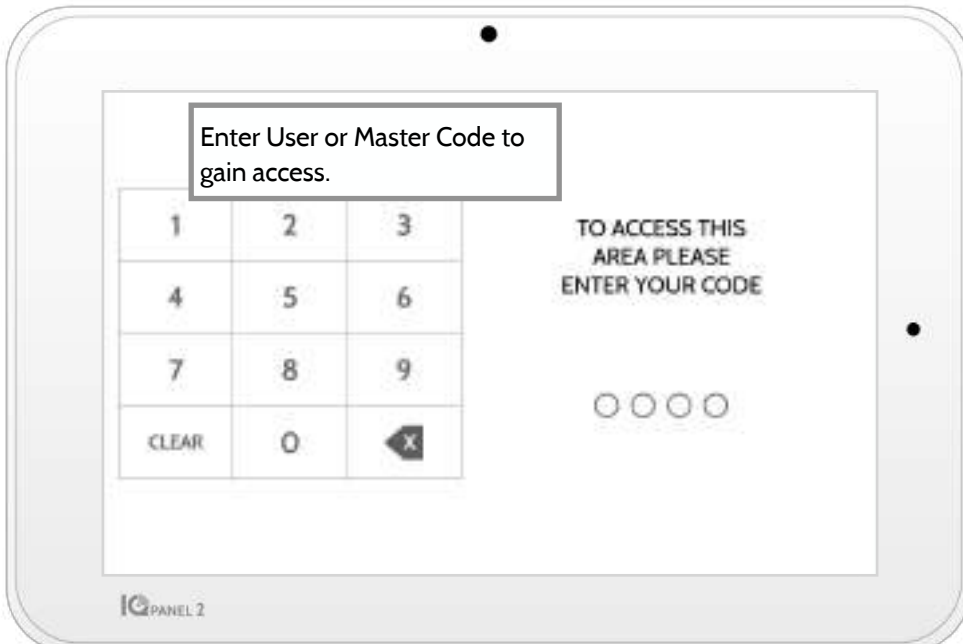 Enter User or Master Code to
gain access.
1 2 3
4 5 6
7 8 9
CLEAR 0 X
TO ACCESS THIS
AREA PLEASE
ENTER YOUR CODE
IQ PANEL 2